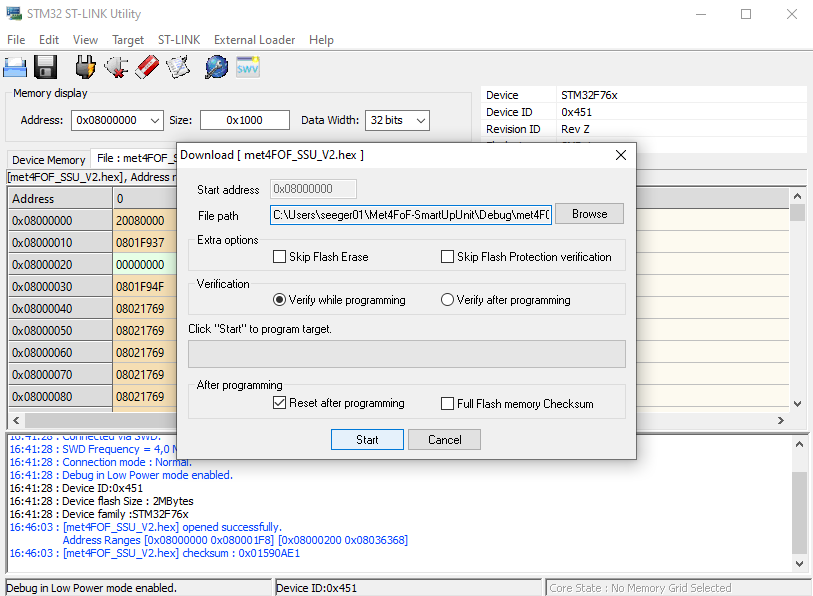 STM32 ST-LINK Utility
File Edit View Target ST-LINK External Loader Help
Memory display
Address: 0x08000000 Size: 0x1000 Data Width: 32 bits
Device STM32F76x
Device ID 0x451
Revision ID Rev Z
Device Memory File : met4FOF_S
[met4FOF_SSU_V2.hex], Address r
Address 0
0x08000000 20080000
0x08000010 0801F937
0x08000020 00000000
0x08000030 0801F94F
0x08000040 08021769
0x08000050 08021769
0x08000060 08021769
0x08000070 08021769
0x08000080 08021769
Download [ met4FOF_SSU_V2.hex ]
Start address 0x08000000
File path C:\Users\seeger01\Met4FoF-SmartUpUnit\Debug\met4FO Browse
Extra options
Skip Flash Erase Skip Flash Protection verification
Verification
Verify while programming Verify after programming
Click "Start" to program target.
After programming
Reset after programming Full Flash memory Checksum
Start Cancel
16:41:28 : Connected via SWD.
16:41:28 : SWD Frequency = 4,0 M
16:41:28 : Connection mode : Normal.
16:41:28 : Debug in Low Power mode enabled.
16:41:28 : Device ID:0x451
16:41:28 : Device flash Size : 2MBytes
16:41:28 : Device family :STM32F76x
16:46:03 : [met4FOF_SSU_V2.hex] opened successfully.
Address Ranges [0x08000000 0x080001F8] [0x08000200 0x08036368]
16:46:03 : [met4FOF_SSU_V2.hex] checksum : 0x01590AE1
Debug in Low Power mode enabled. Device ID:0x451 Core State : No Memory Grid Selected